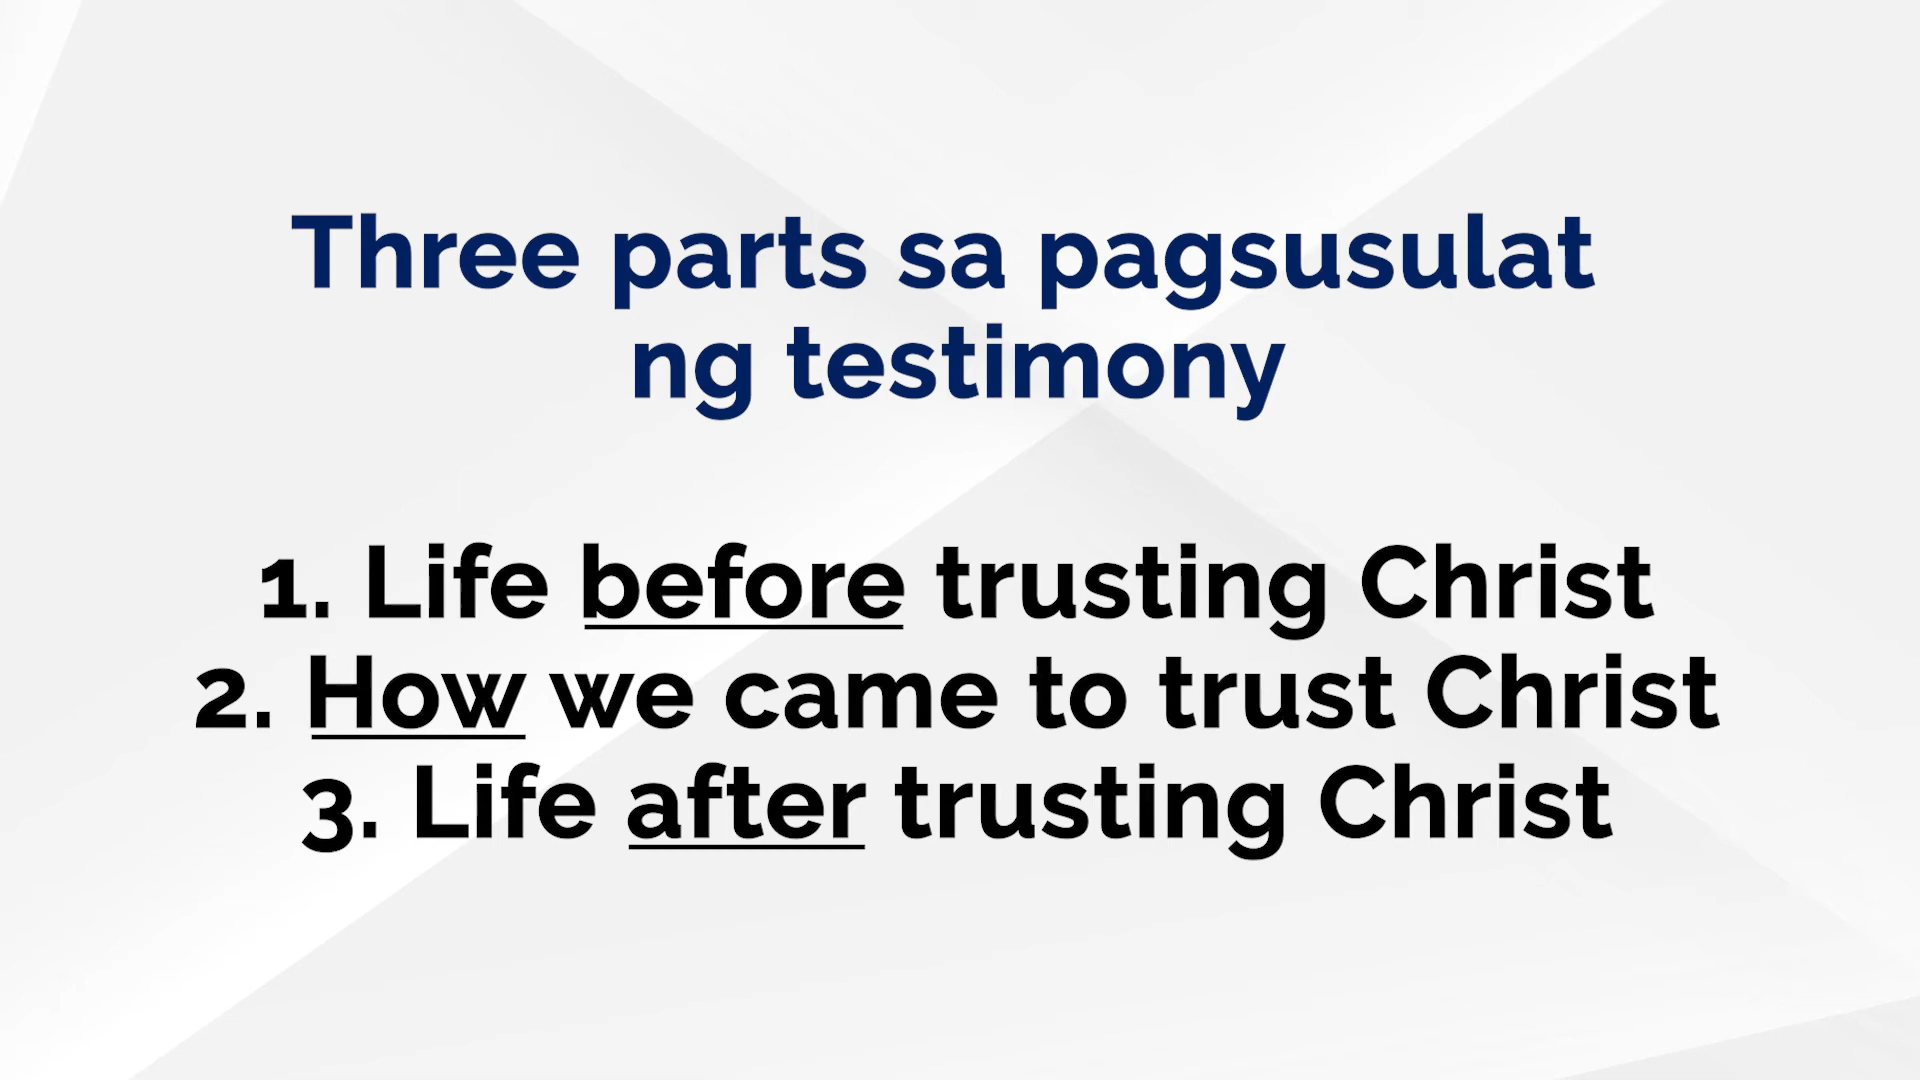 Three parts sa pagsusulat
ng testimony
1. Life before trusting Christ
2. How we came to trust Christ
3. Life after trusting Christ